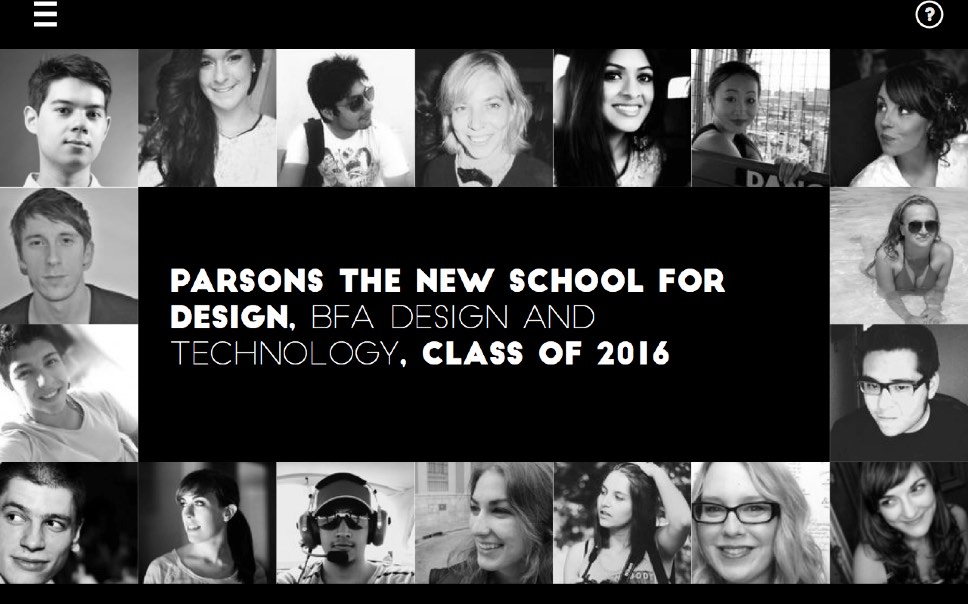 ?
PARSONS THE NEW SCHOOL FOR
DESIGN, BFA DESIGN AND
TECHNOLOGY, CLASS OF 2016